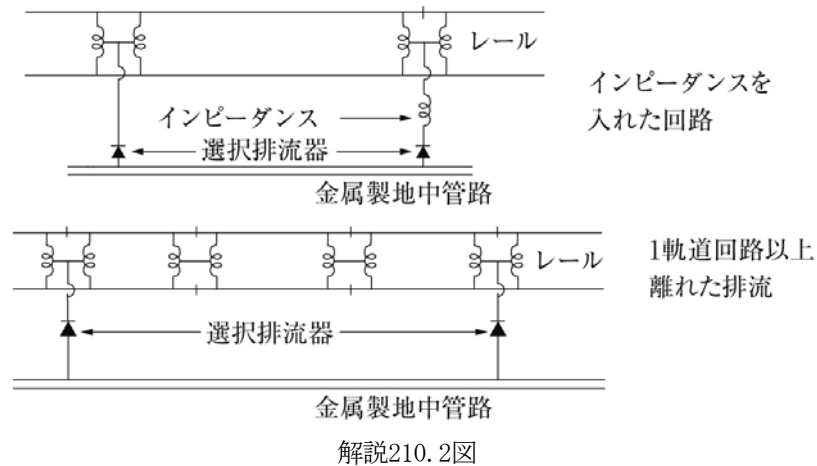 レール
インピーダンスを
入れた回路
インピーダンス
選択排流器
金属製地中管路
レール
1軌道回路以上
離れた排流
選択排流器
金属製地中管路
解説210.2図